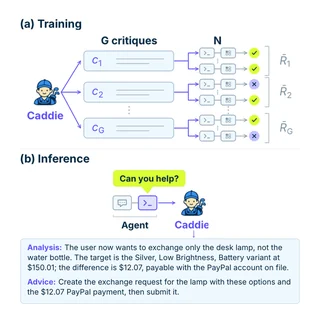 (a) Training
G critiques
N
Caddie
C1
C2
CG
R̄1
R̄2
R̄G
(b) Inference
Can you help?
Agent
Caddie
Analysis: The user now wants to exchange only the desk lamp, not the
water bottle. The target is the Silver, Low Brightness, Battery variant at
$150.01; the difference is $12.07, payable with the PayPal account on file.
Advice: Create the exchange request for the lamp with these options and
the $12.07 PayPal payment, then submit it.